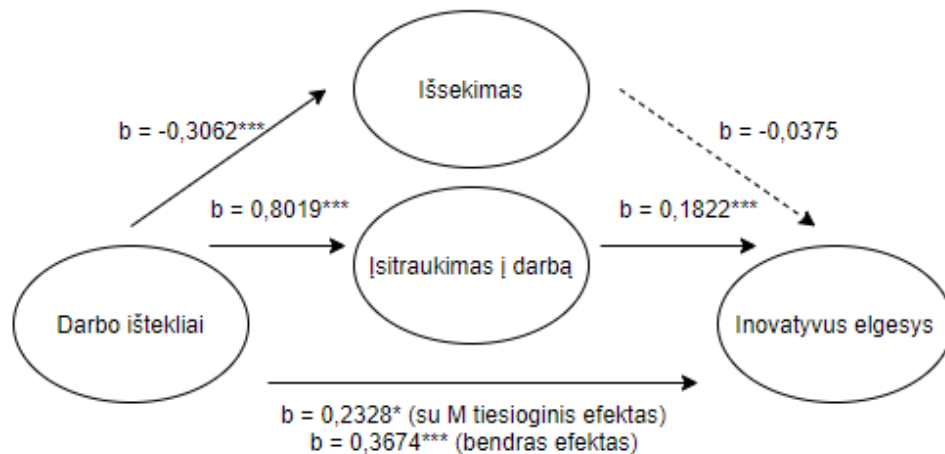 Išsekimas
b = -0,3062***
b = -0,0375
b = 0,8019***
b = 0,1822***
Įsitraukimas į darbą
Darbo ištekliai
Inovatyvus elgesys
b = 0,2328* (su M tiesioginis efektas)
b = 0,3674*** (bendras efektas)